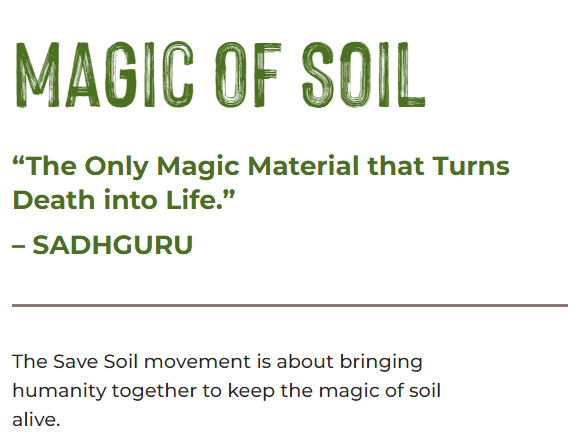 MAGIC OF SOIL
“The Only Magic Material that Turns
Death into Life.”
– SADHGURU
The Save Soil movement is about bringing
humanity together to keep the magic of soil
alive.